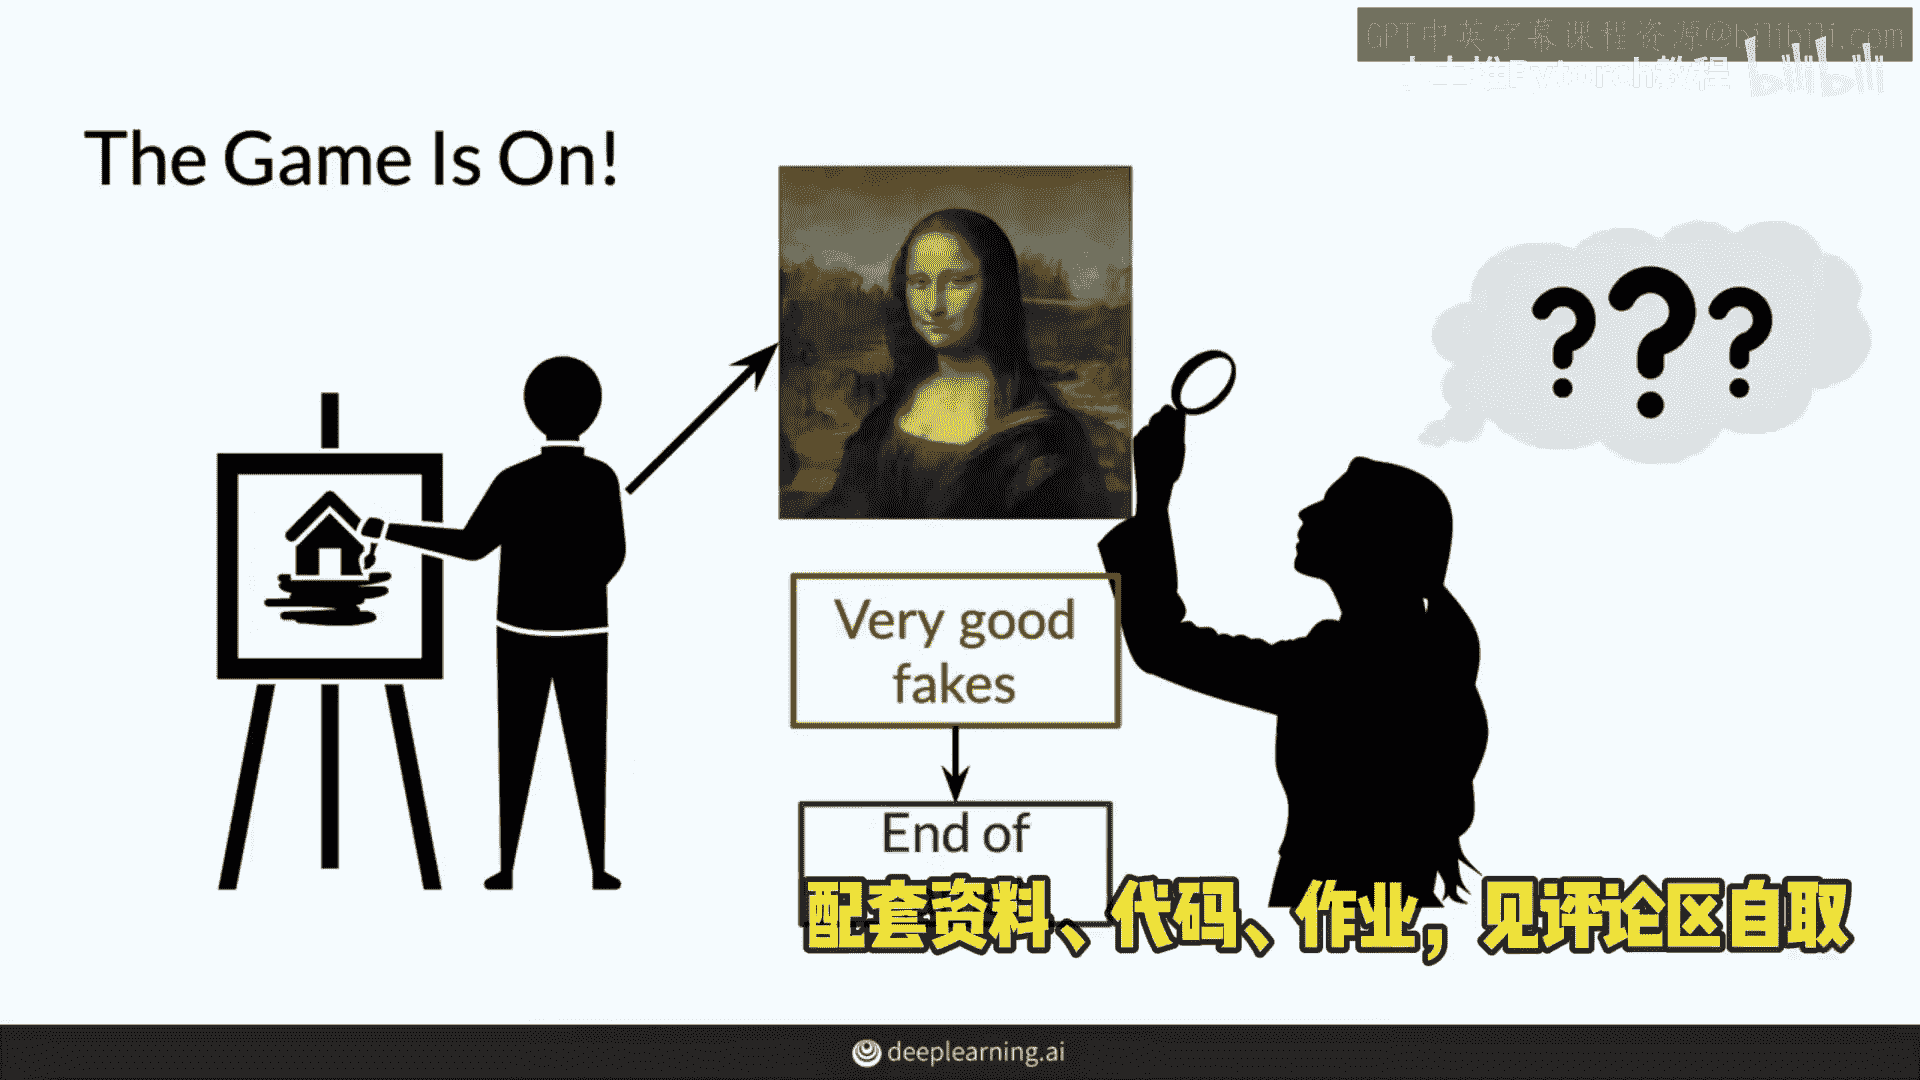 GPT中英字幕课程资源@bilibili.com
Pytorch教程 bilibili
The Game Is On!
? ? ?
Very good
fakes
End of
配套资料、代码、作业，见评论区自取
deeplearning.ai